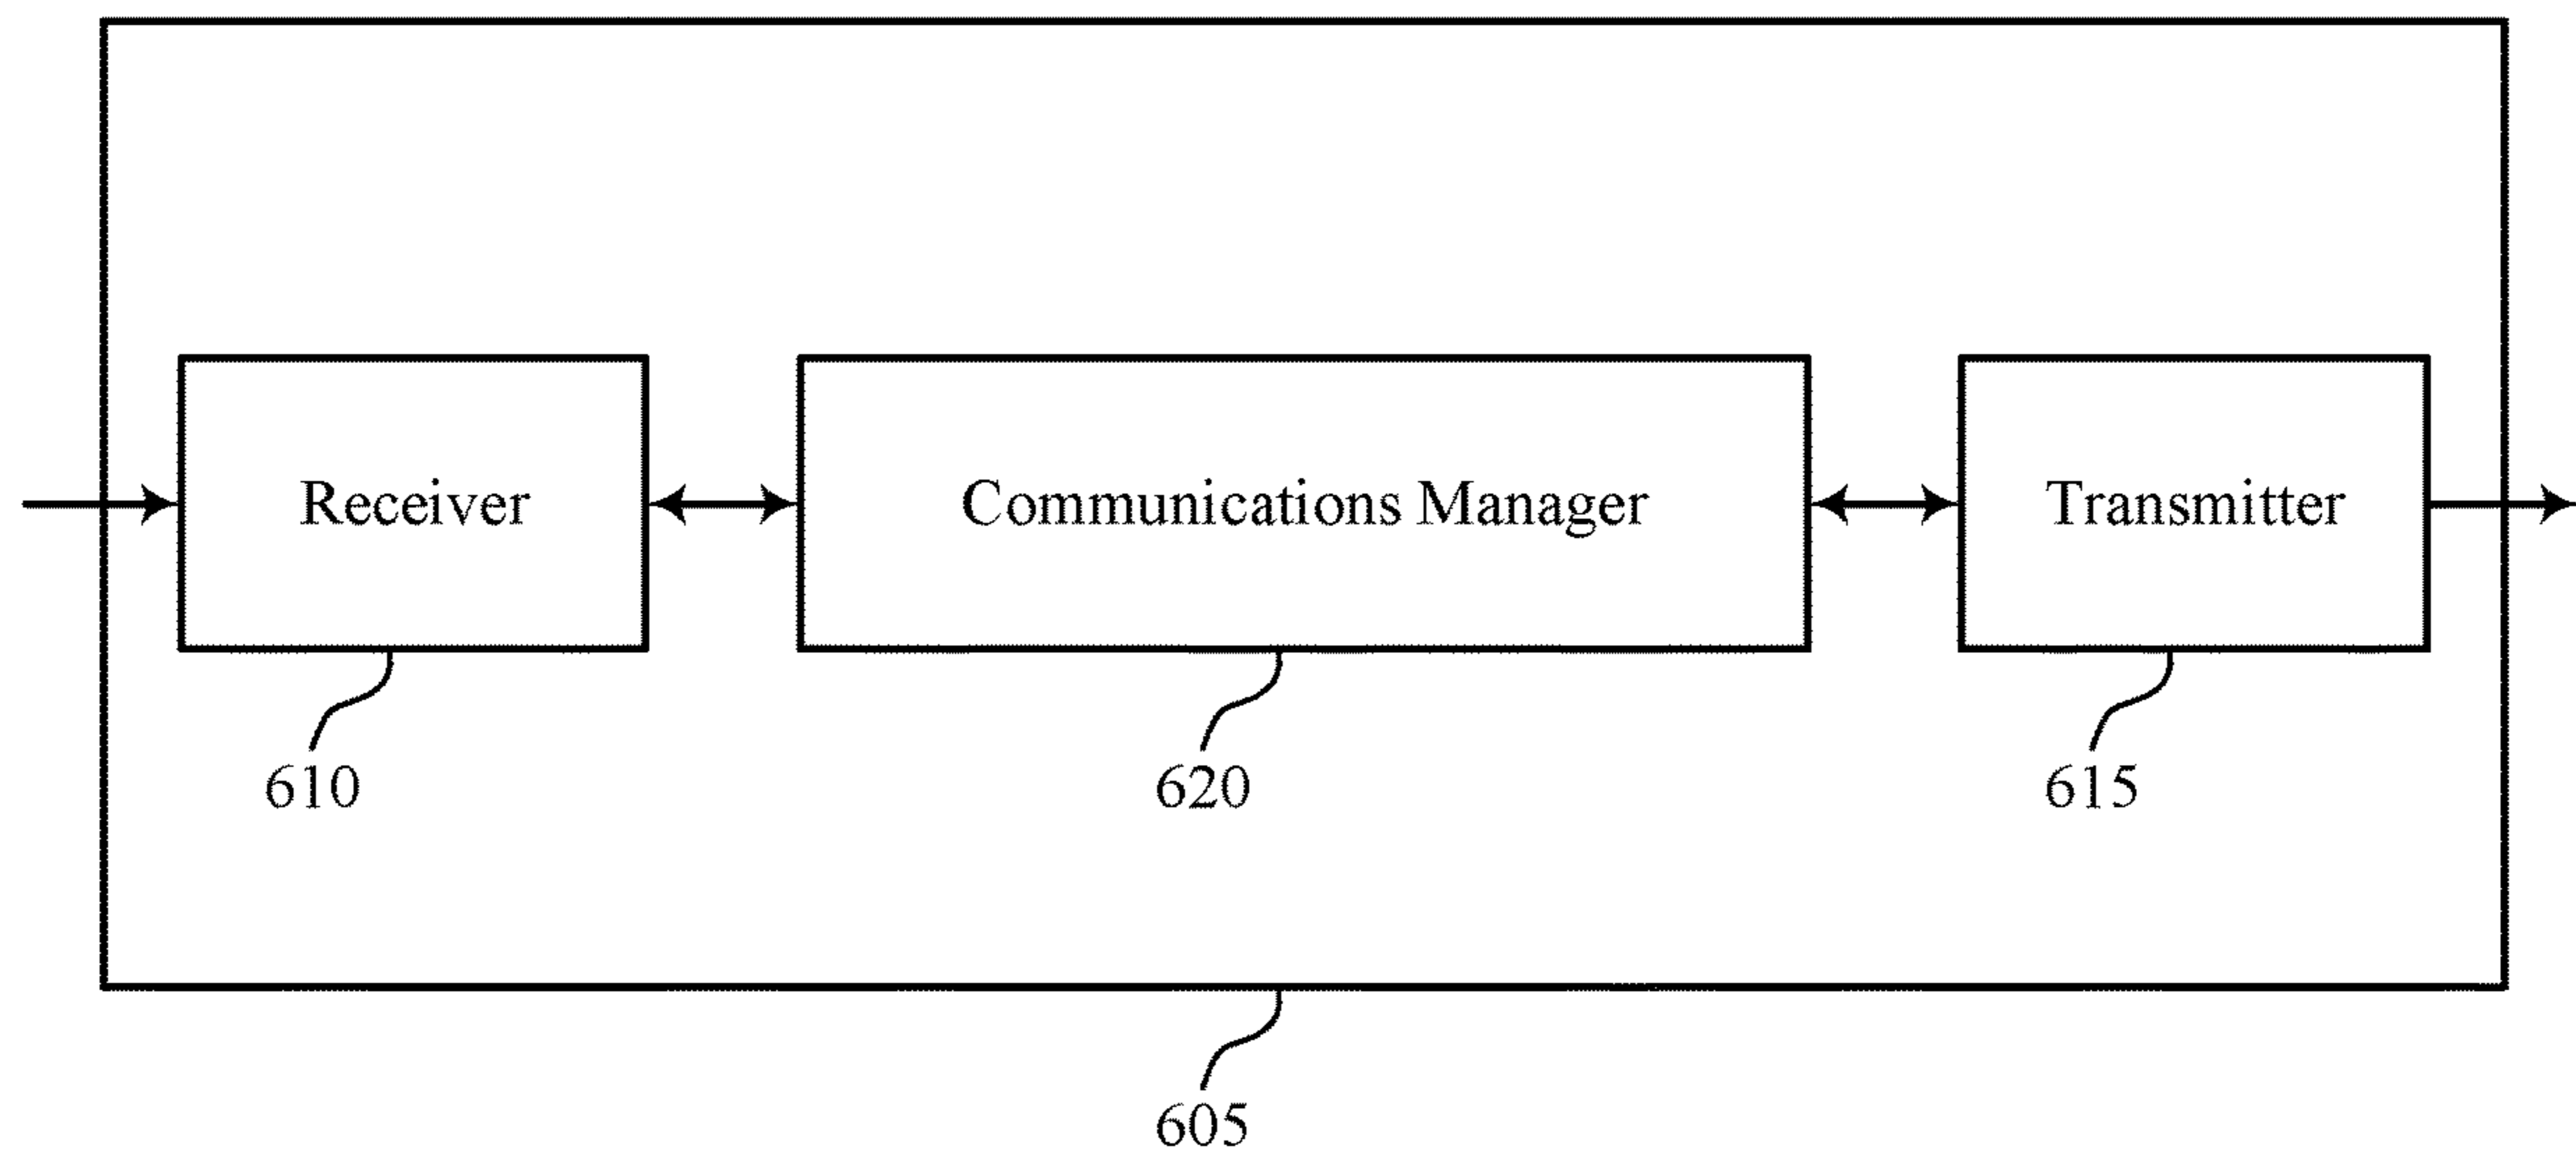 Receiver
Communications Manager
Transmitter
610
620
615
605